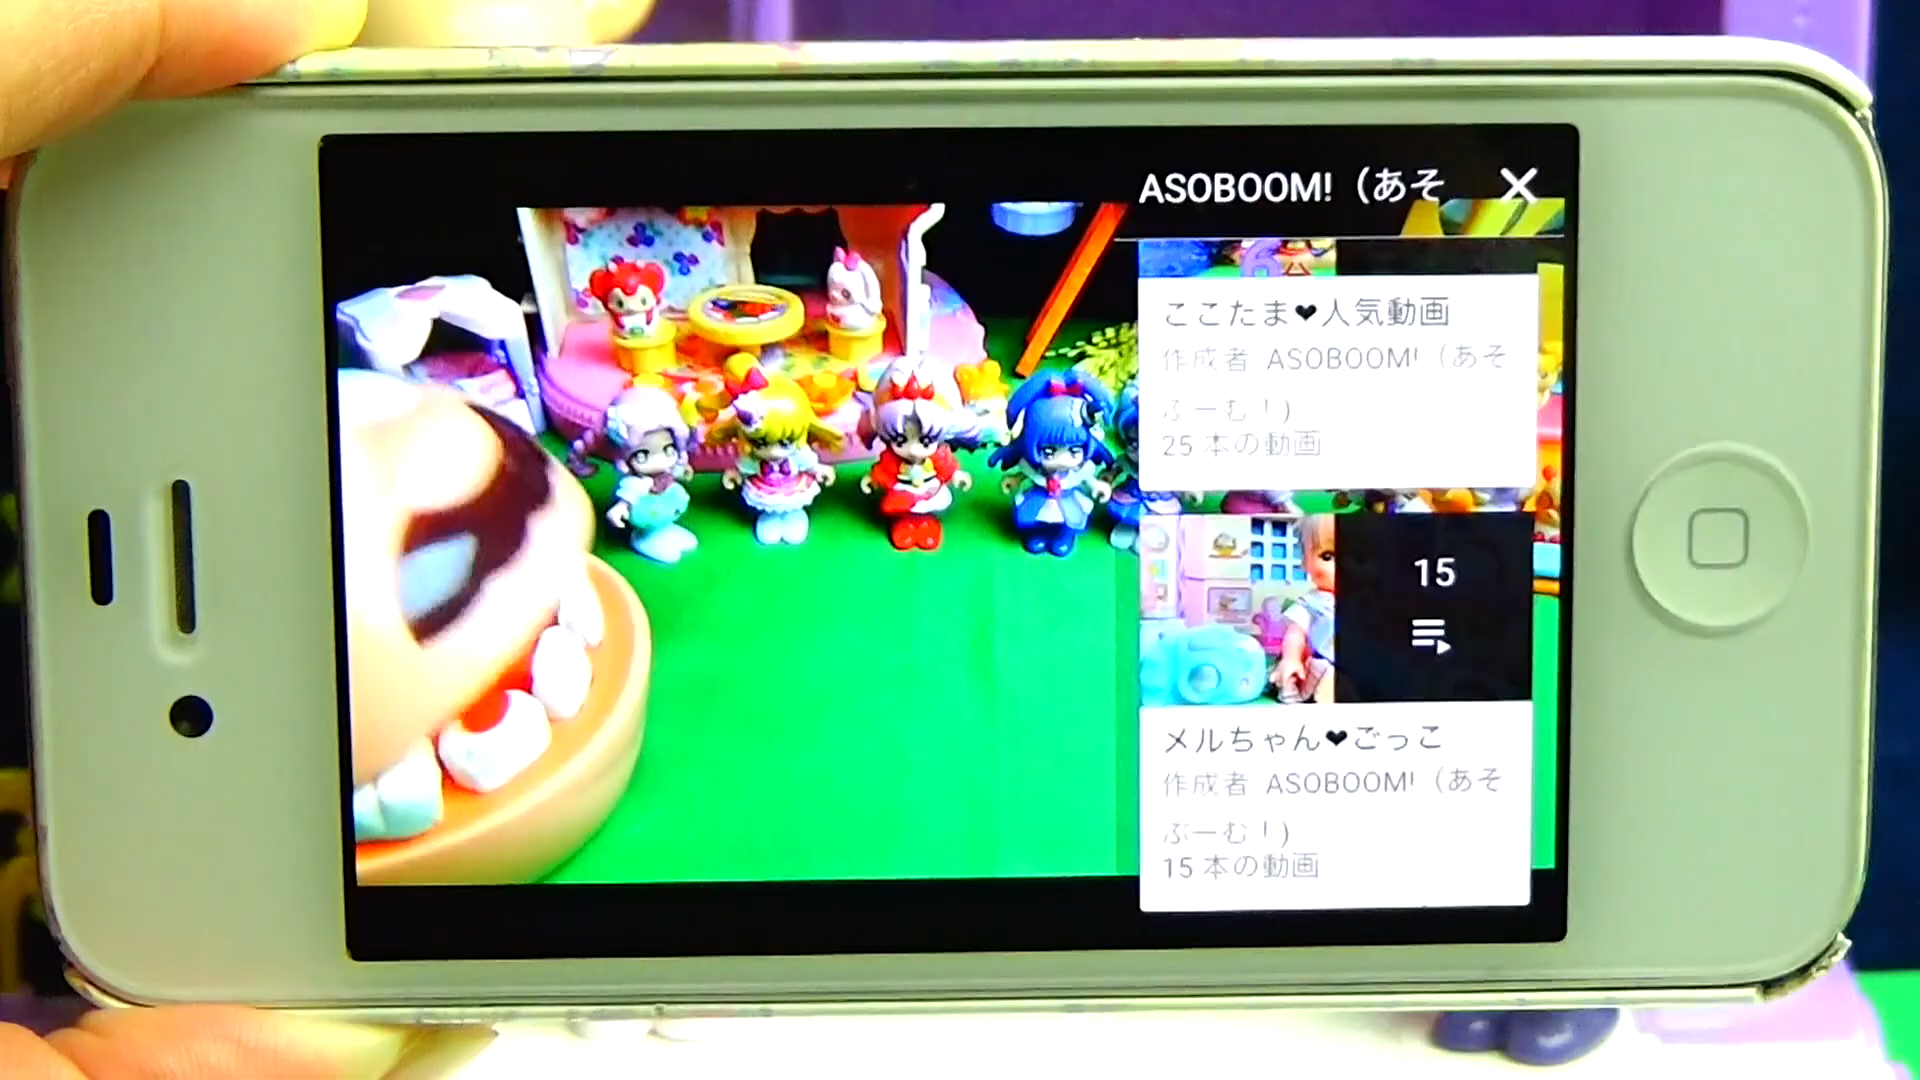 ASOBOOM!（あそ
ここたま❤人気動画
作成者 ASOBOOM!（あそ
ぶーむ！)
25 本の動画
15
メルちゃん❤ごっこ
作成者 ASOBOOM!（あそ
ぶーむ！)
15 本の動画